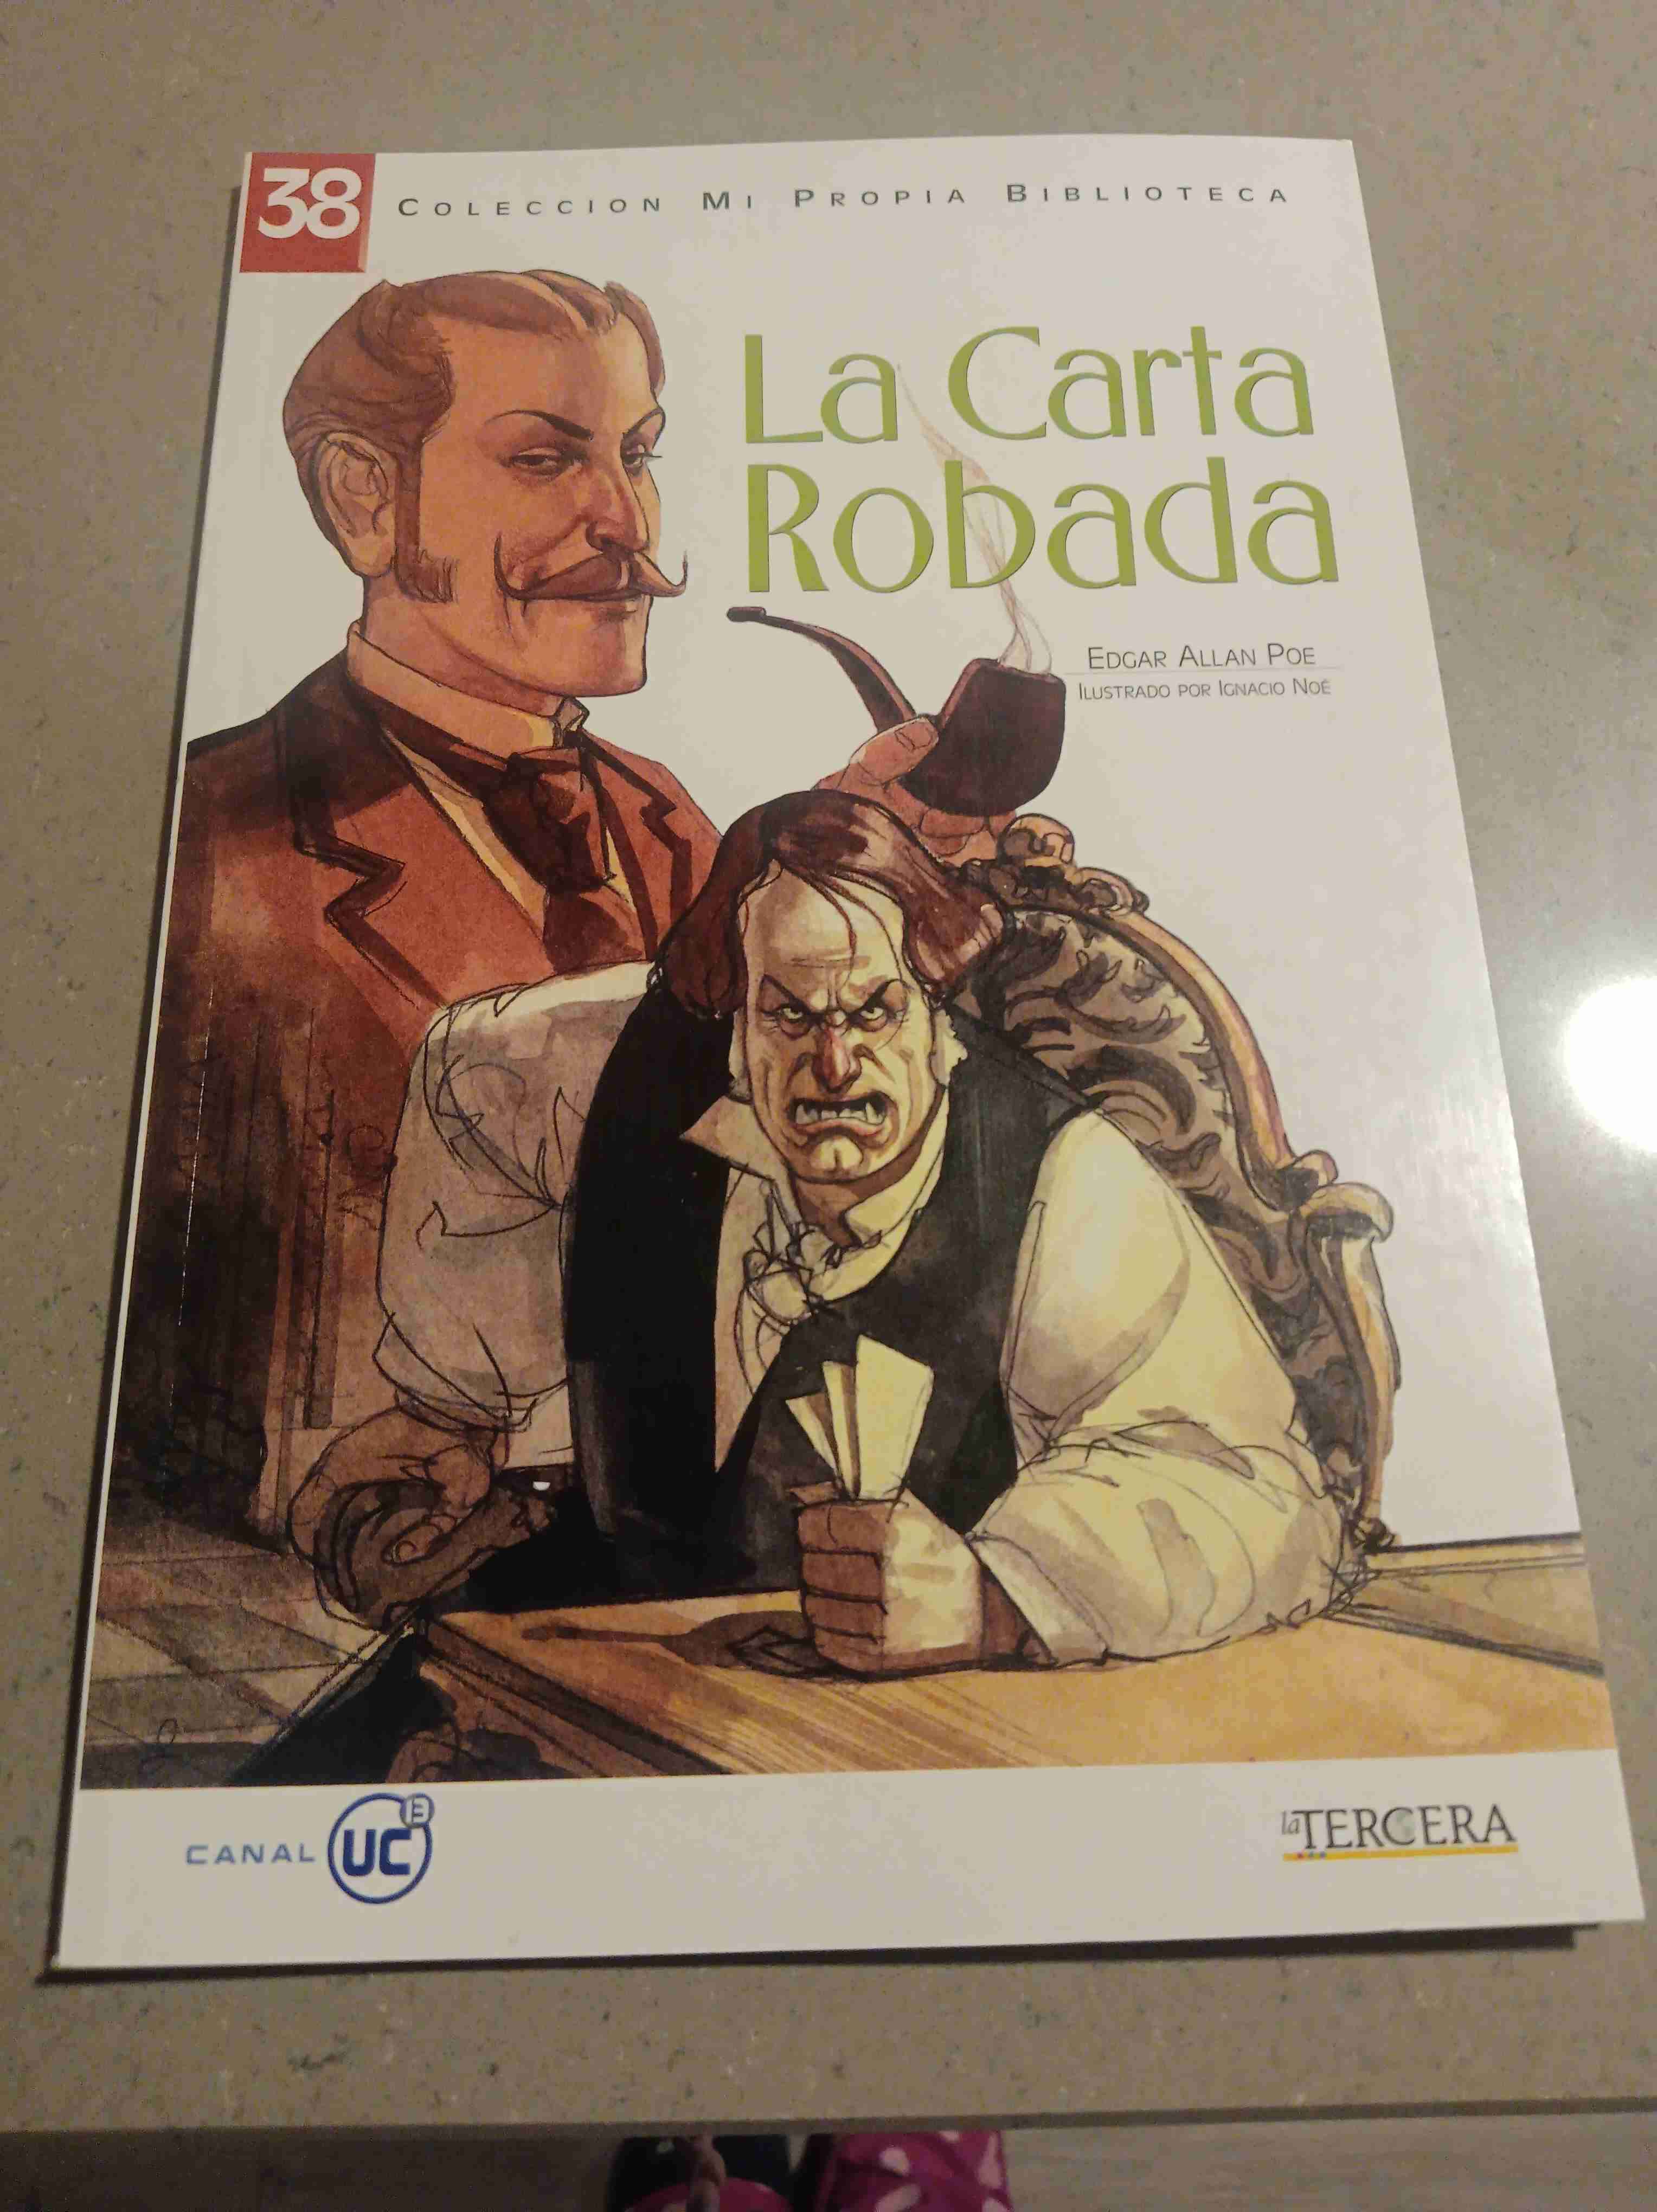 38
COLECCION MI PROPIA BIBLIOTECA
La Carta
Robada
EDGAR ALLAN POE
ILUSTRADO POR IGNACIO NOÉ
CANAL UC
la TERCERA